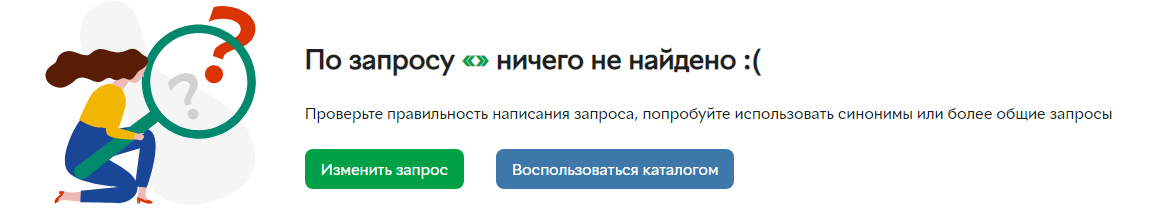 ? ?
По запросу «» ничего не найдено :(
Проверьте правильность написания запроса, попробуйте использовать синонимы или более общие запросы
Изменить запрос Воспользоваться каталогом